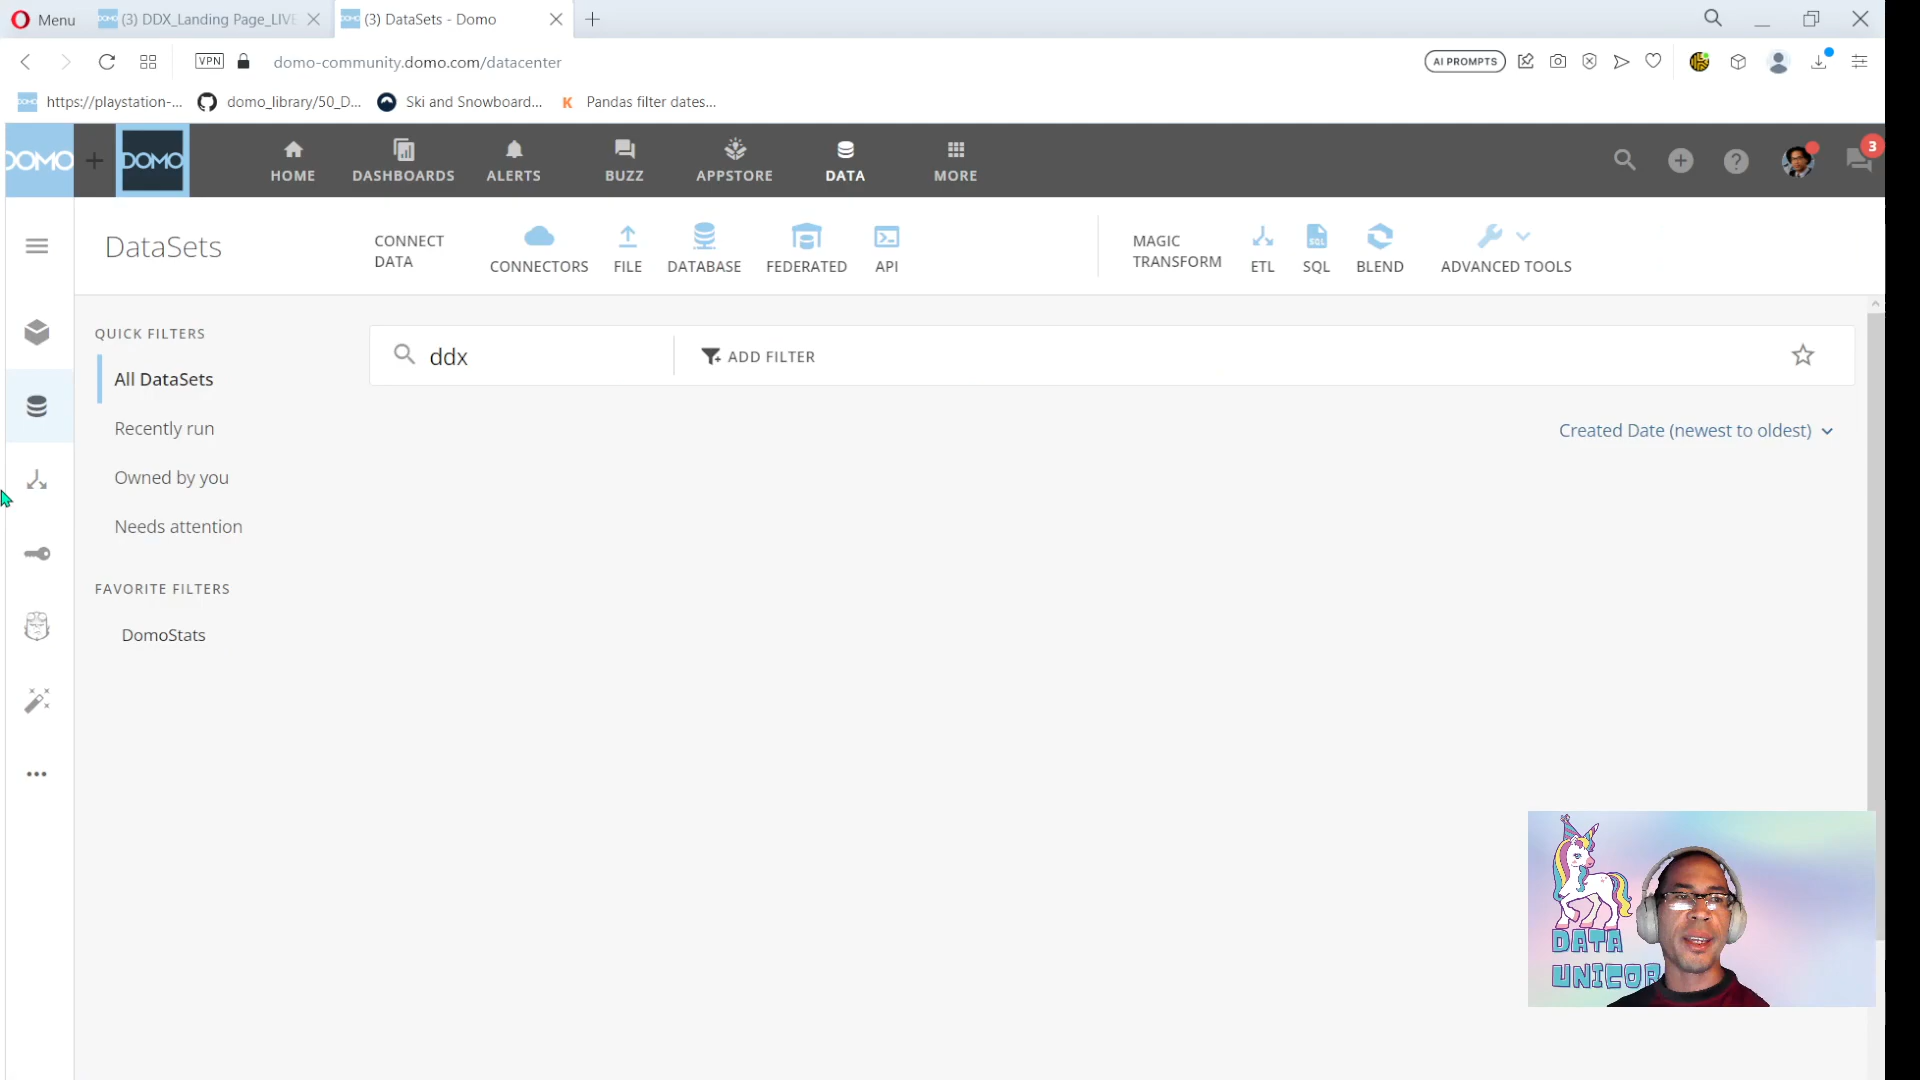 Menu
(3) DDX_Landing Page_LIVE
(3) DataSets - Domo
VPN
domo-community.domo.com/datacenter
AI PROMPTS
https://playstation-...
domo_library/50_D...
Ski and Snowboard...
Pandas filter dates...
DOMO
DOMO
HOME
DASHBOARDS
ALERTS
BUZZ
APPSTORE
DATA
MORE
3
DataSets
CONNECT
DATA
CONNECTORS
FILE
DATABASE
FEDERATED
API
MAGIC
TRANSFORM
ETL
SQL
SQL
BLEND
ADVANCED TOOLS
QUICK FILTERS
All DataSets
Recently run
Owned by you
Needs attention
FAVORITE FILTERS
DomoStats
ddx
ADD FILTER
Created Date (newest to oldest)
DATA
UNICOR